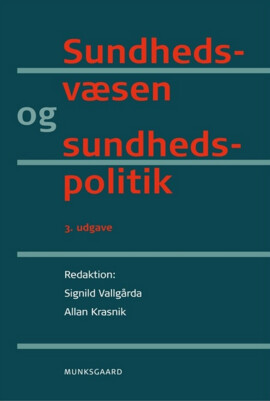 Sundheds-
væsen
og
sundheds-
politik
3. udgave
Redaktion:
Signild Vallgårda
Allan Krasnik
MUNKSGAARD